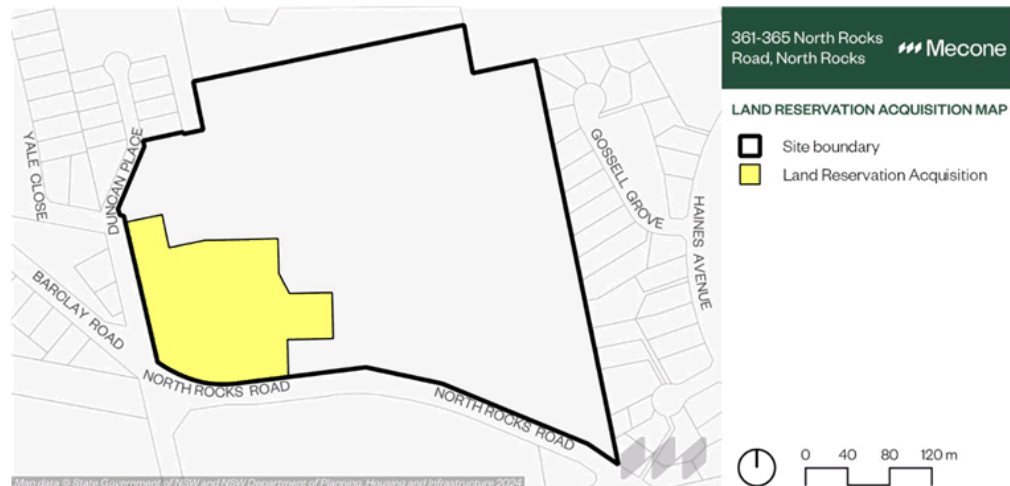 361-365 North Rocks
Road, North Rocks
Mecone
LAND RESERVATION ACQUISITION MAP
Site boundary
Land Reservation Acquisition
YALE CLOSE
DUNCAN PLACE
BARCLAY ROAD
NORTH ROCKS ROAD
NORTH ROCKS ROAD
GOSSELL GROVE
HAINES AVENUE
0 40 80 120 m
Map data © State Government of NSW and NSW Department of Planning, Housing and Infrastructure 2024